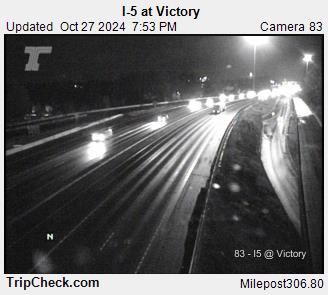 I-5 at Victory
Updated Oct 27 2024 7:53 PM Camera 83
T
N
83 - I5 @ Victory
TripCheck.com Milepost306.80